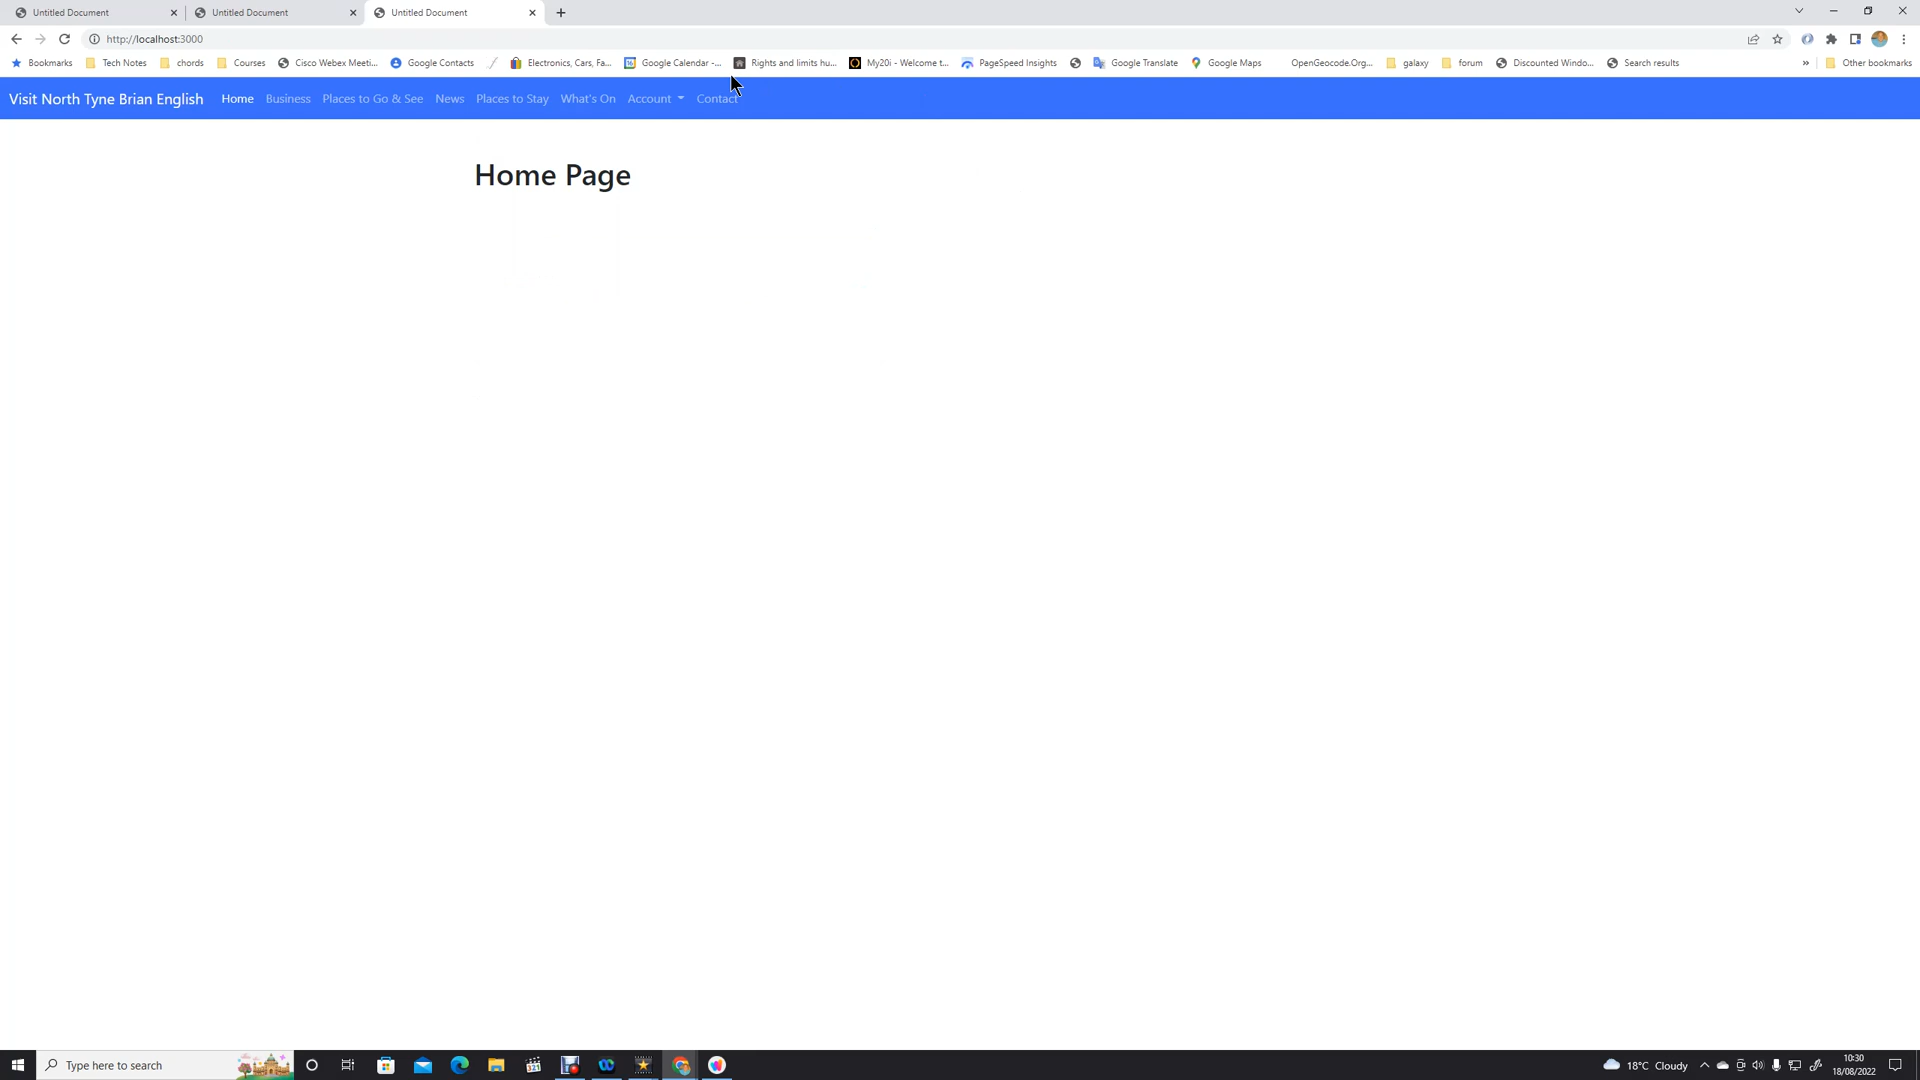 Untitled Document Untitled Document Untitled Document
http://localhost:3000
Bookmarks Tech Notes chords Courses Cisco Webex Meeti... Google Contacts Electronics, Cars, Fa... Google Calendar -... Rights and limits hu... My20i - Welcome t... PageSpeed Insights Google Translate Google Maps OpenGeocode.Org... galaxy forum Discounted Windo... Search results » Other bookmarks
Visit North Tyne Brian English Home Business Places to Go & See News Places to Stay What's On Account Contact
Home Page
Type here to search 18°C Cloudy 10:30
18/08/2022